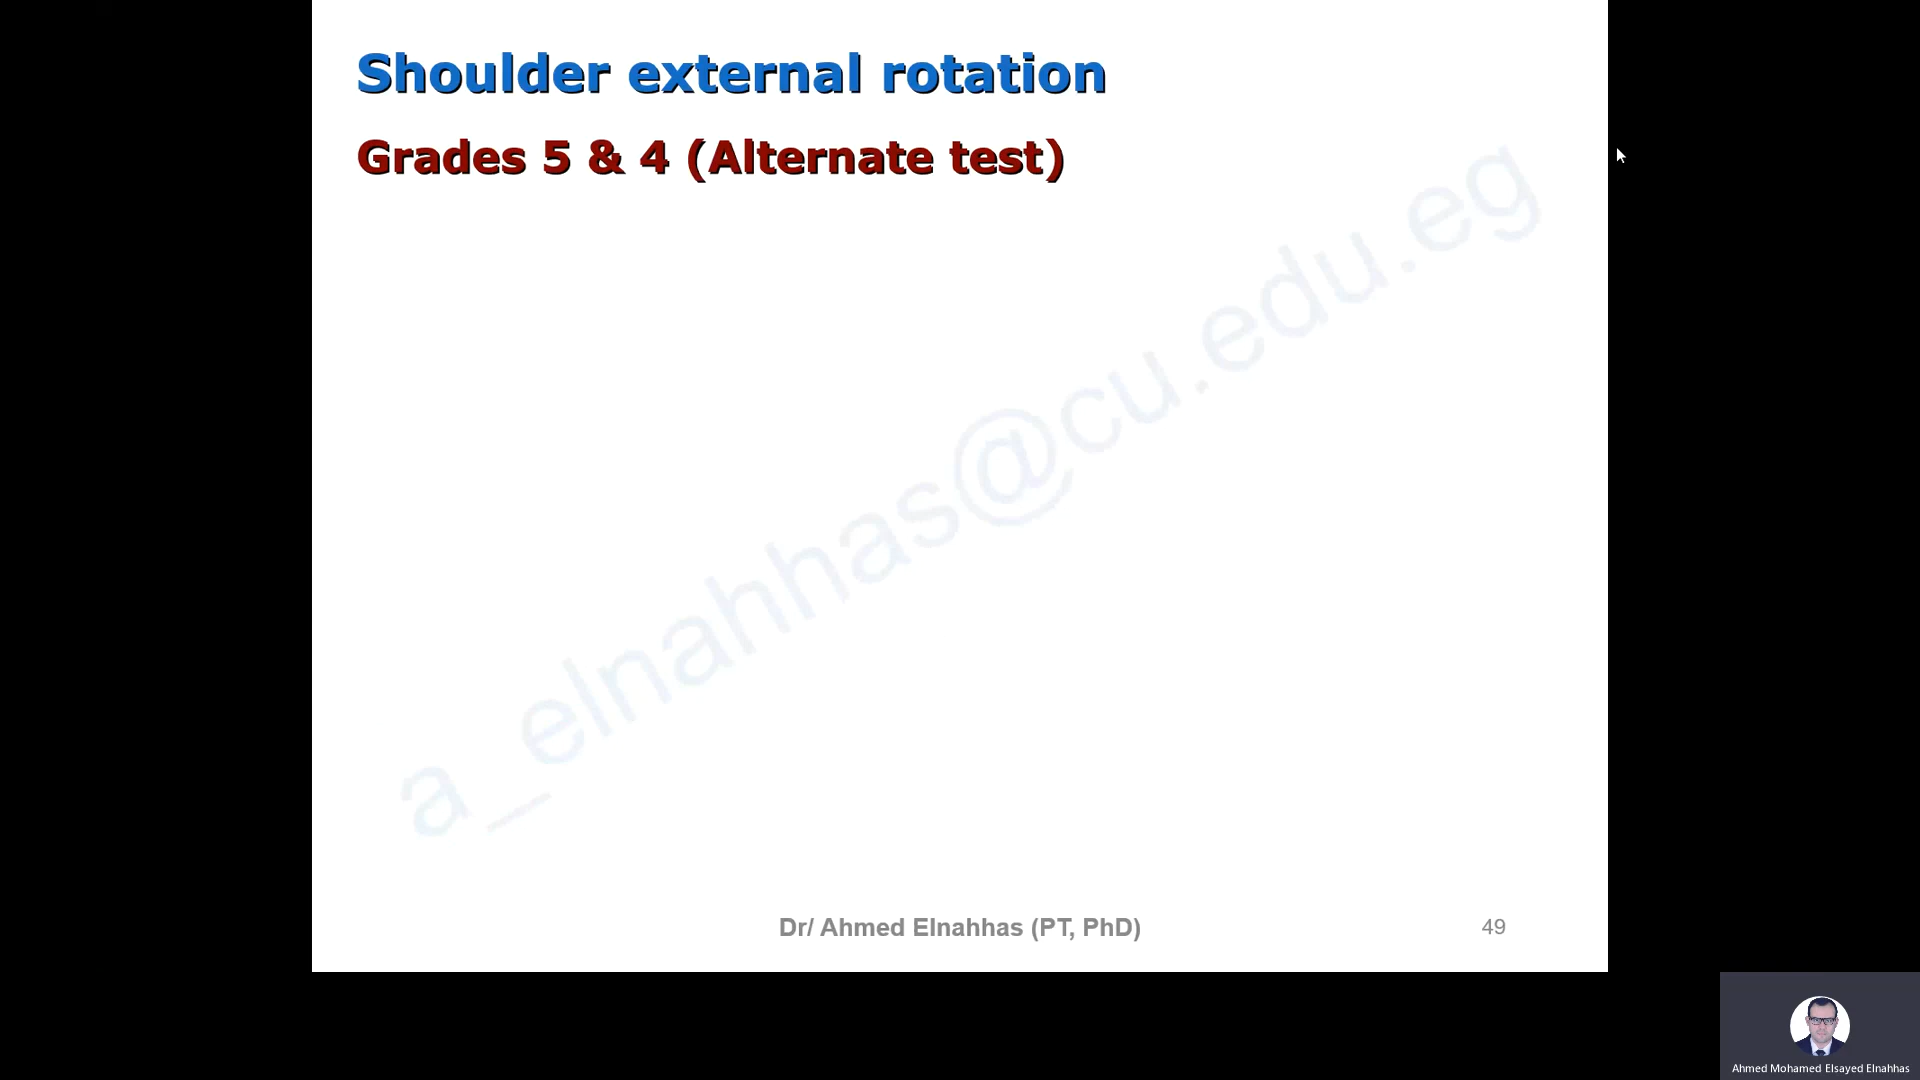 Shoulder external rotation
Grades 5 & 4 (Alternate test)
a_elnahhas@cu.edu.eg
Dr/ Ahmed Elnahhas (PT, PhD)
49
Ahmed Mohamed Elsayed Elnahhas